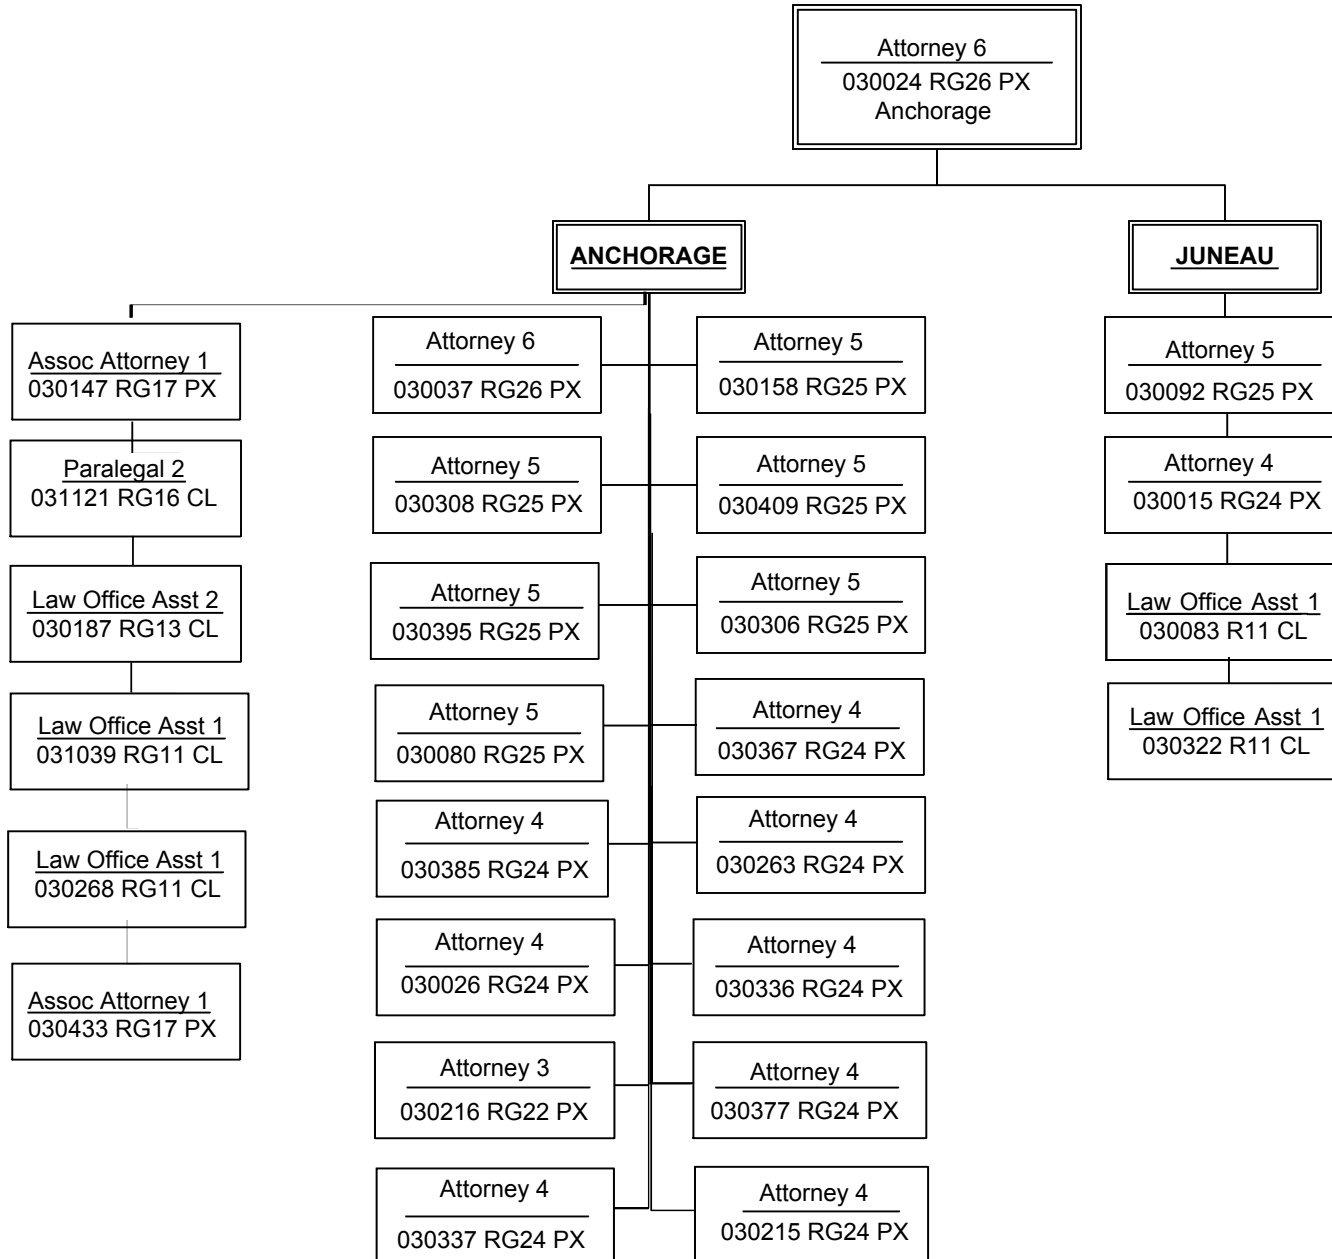 Attorney 6
030024 RG26 PX
Anchorage
ANCHORAGE
JUNEAU
Assoc Attorney 1
030147 RG17 PX
Paralegal 2
031121 RG16 CL
Law Office Asst 2
030187 RG13 CL
Law Office Asst 1
031039 RG11 CL
Law Office Asst 1
030268 RG11 CL
Assoc Attorney 1
030433 RG17 PX
Attorney 6
030037 RG26 PX
Attorney 5
030308 RG25 PX
Attorney 5
030395 RG25 PX
Attorney 5
030080 RG25 PX
Attorney 4
030385 RG24 PX
Attorney 4
030026 RG24 PX
Attorney 3
030216 RG22 PX
Attorney 4
030337 RG24 PX
Attorney 5
030158 RG25 PX
Attorney 5
030409 RG25 PX
Attorney 5
030306 RG25 PX
Attorney 4
030367 RG24 PX
Attorney 4
030263 RG24 PX
Attorney 4
030336 RG24 PX
Attorney 4
030377 RG24 PX
Attorney 4
030215 RG24 PX
Attorney 5
030092 RG25 PX
Attorney 4
030015 RG24 PX
Law Office Asst 1
030083 R11 CL
Law Office Asst 1
030322 R11 CL